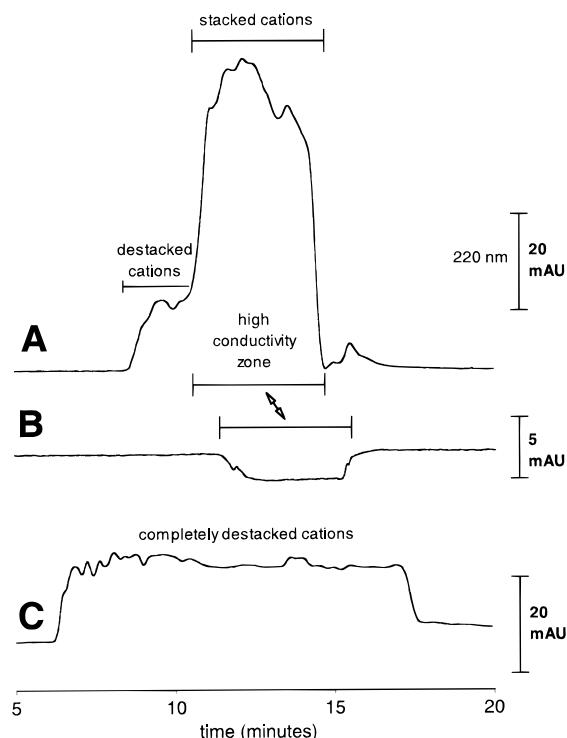 stacked cations
destacked
cations
220 nm
20
mAU
A
high
conductivity
zone
B
5
mAU
completely destacked cations
C
20
mAU
5 10 15 20
time (minutes)